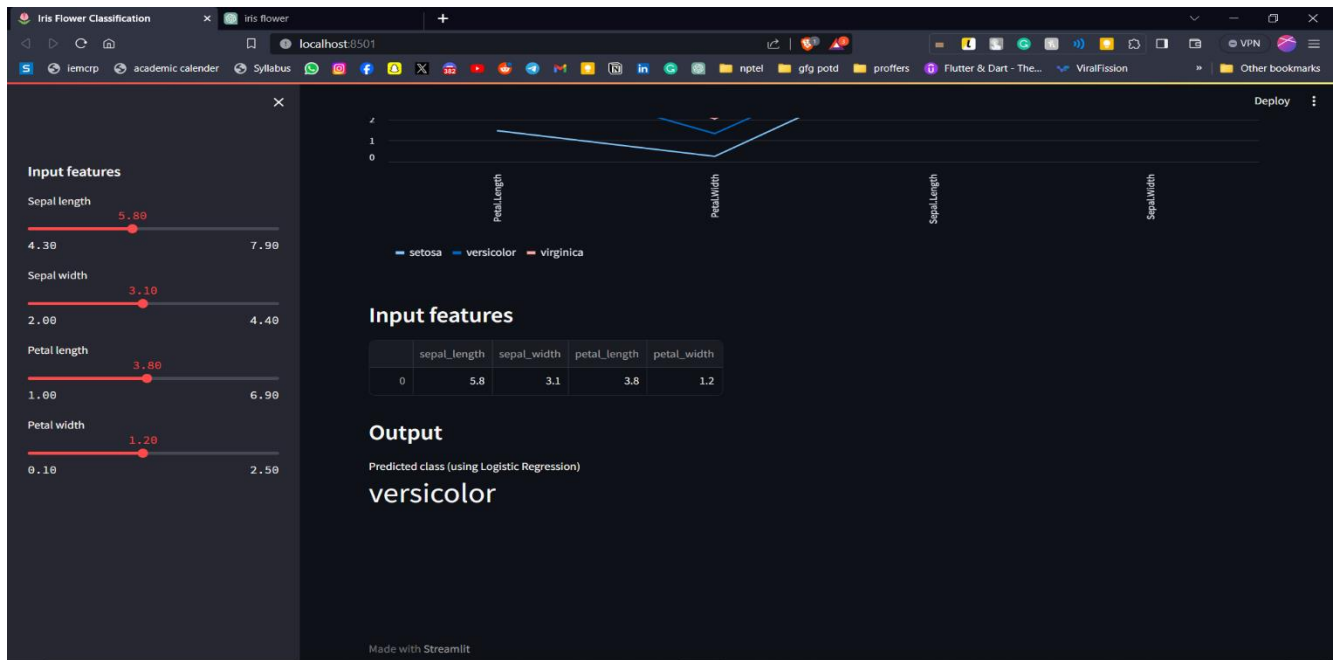 Iris Flower Classification
iris flower
localhost:8501
VPN
iemcrp
academic calender
Syllabus
382
nptel
gfg potd
proffers
Flutter & Dart - The...
ViralFission
»
Other bookmarks
Deploy
Input features
Sepal length
5.80
4.30 7.90
Sepal width
3.10
2.00 4.40
Petal length
3.80
1.00 6.90
Petal width
1.20
0.10 2.50
2
1
0
Petal.Length
Petal.Width
Sepal.Length
Sepal.Width
setosa versicolor virginica
Input features
sepal_length sepal_width petal_length petal_width
0 5.8 3.1 3.8 1.2
Output
Predicted class (using Logistic Regression)
versicolor
Made with Streamlit